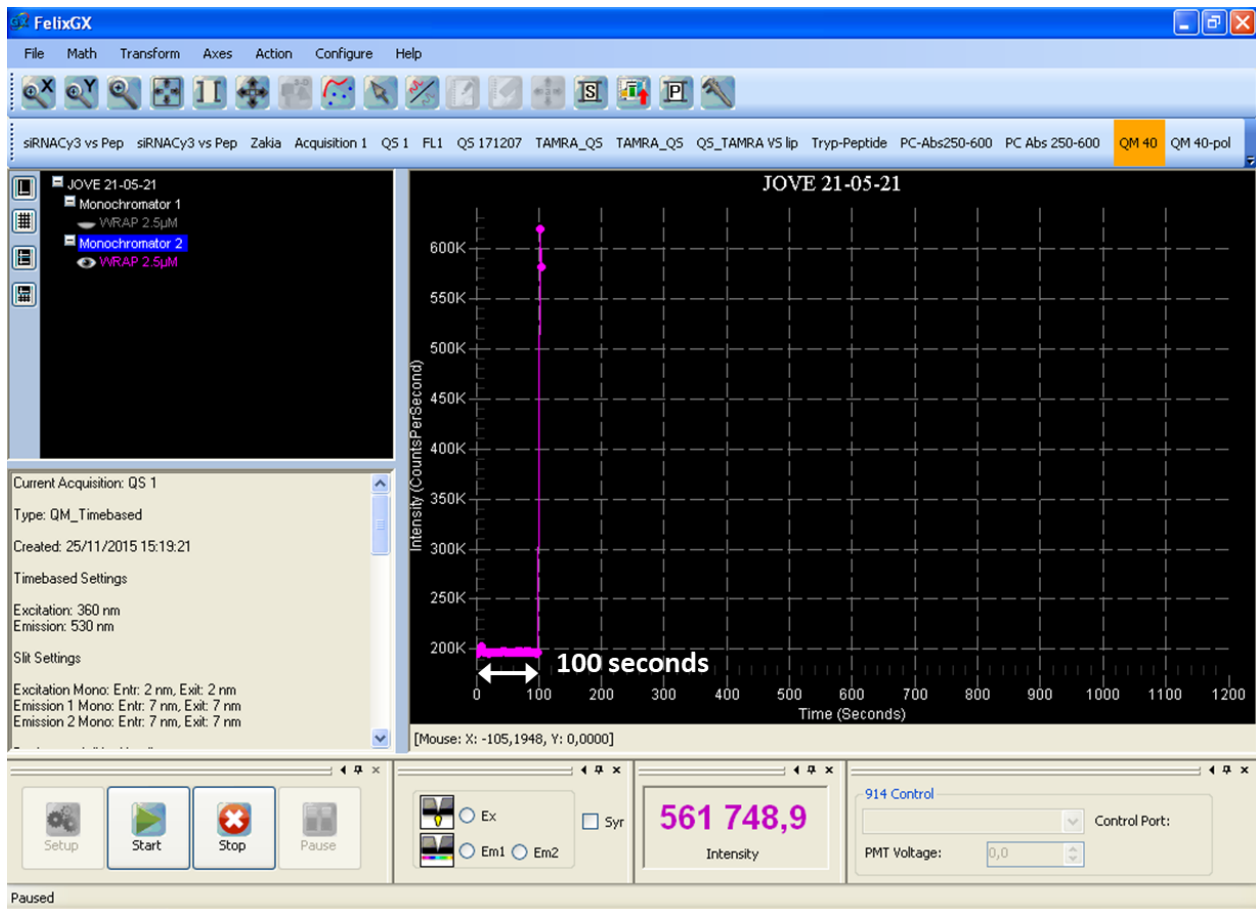 FelixGX
File Math Transform Axes Action Configure Help
siRNACy3 vs Pep siRNACy3 vs Pep Zakia Acquisition 1 QS 1 FL1 QS 171207 TAMRA_QS TAMRA_QS QS_TAMRA VS lip Tryp-Peptide PC-Abs250-600 PC Abs 250-600 QM 40 QM 40-pol
JOVE 21-05-21
Monochromator 1
WRAP 2.5µM
Monochromator 2
WRAP 2.5µM
Current Acquisition: QS 1
Type: QM_Timebased
Created: 25/11/2015 15:19:21
Timebased Settings
Excitation: 360 nm
Emission: 530 nm
Slit Settings
Excitation Mono: Entr: 2 nm, Exit: 2 nm
Emission 1 Mono: Entr: 7 nm, Exit: 7 nm
Emission 2 Mono: Entr: 7 nm, Exit: 7 nm
JOVE 21-05-21
Intensity (CountsPerSecond)
600K
550K
500K
450K
400K
350K
300K
250K
200K
100 seconds
0 100 200 300 400 500 600 700 800 900 1000 1100 1200
Time (Seconds)
[Mouse: X: -105,1948, Y: 0,0000]
Setup Start Stop Pause
Ex
Em1 Em2
Syr
561 748,9
Intensity
914 Control
Control Port:
PMT Voltage: 0,0
Paused